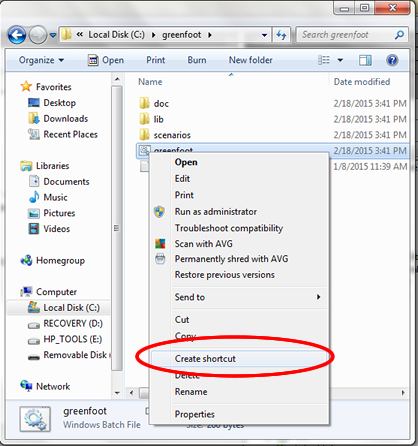 Local Disk (C:) greenfoot
Search greenfoot
Organize Open Print Burn New folder
Name Date modified
Favorites
Desktop
Downloads
Recent Places
Libraries
Documents
Music
Pictures
Videos
Homegroup
Computer
Local Disk (C:)
RECOVERY (D:)
HP_TOOLS (E:)
Removable Disk
Network
doc 2/18/2015 3:41 PM
lib 2/18/2015 3:41 PM
scenarios 2/18/2015 3:41 PM
greenfoot 2/18/2015 3:41 PM
1/8/2015 11:39 AM
Open
Edit
Print
Run as administrator
Troubleshoot compatibility
Scan with AVG
Permanently shred with AVG
Restore previous versions
Send to
Cut
Copy
Create shortcut
Delete
Rename
Properties
greenfoot
Windows Batch File
Size: 260 bytes